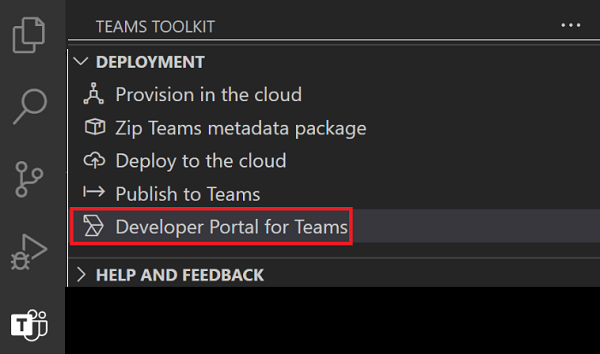 TEAMS TOOLKIT
DEPLOYMENT
Provision in the cloud
Zip Teams metadata package
Deploy to the cloud
Publish to Teams
Developer Portal for Teams
HELP AND FEEDBACK
T